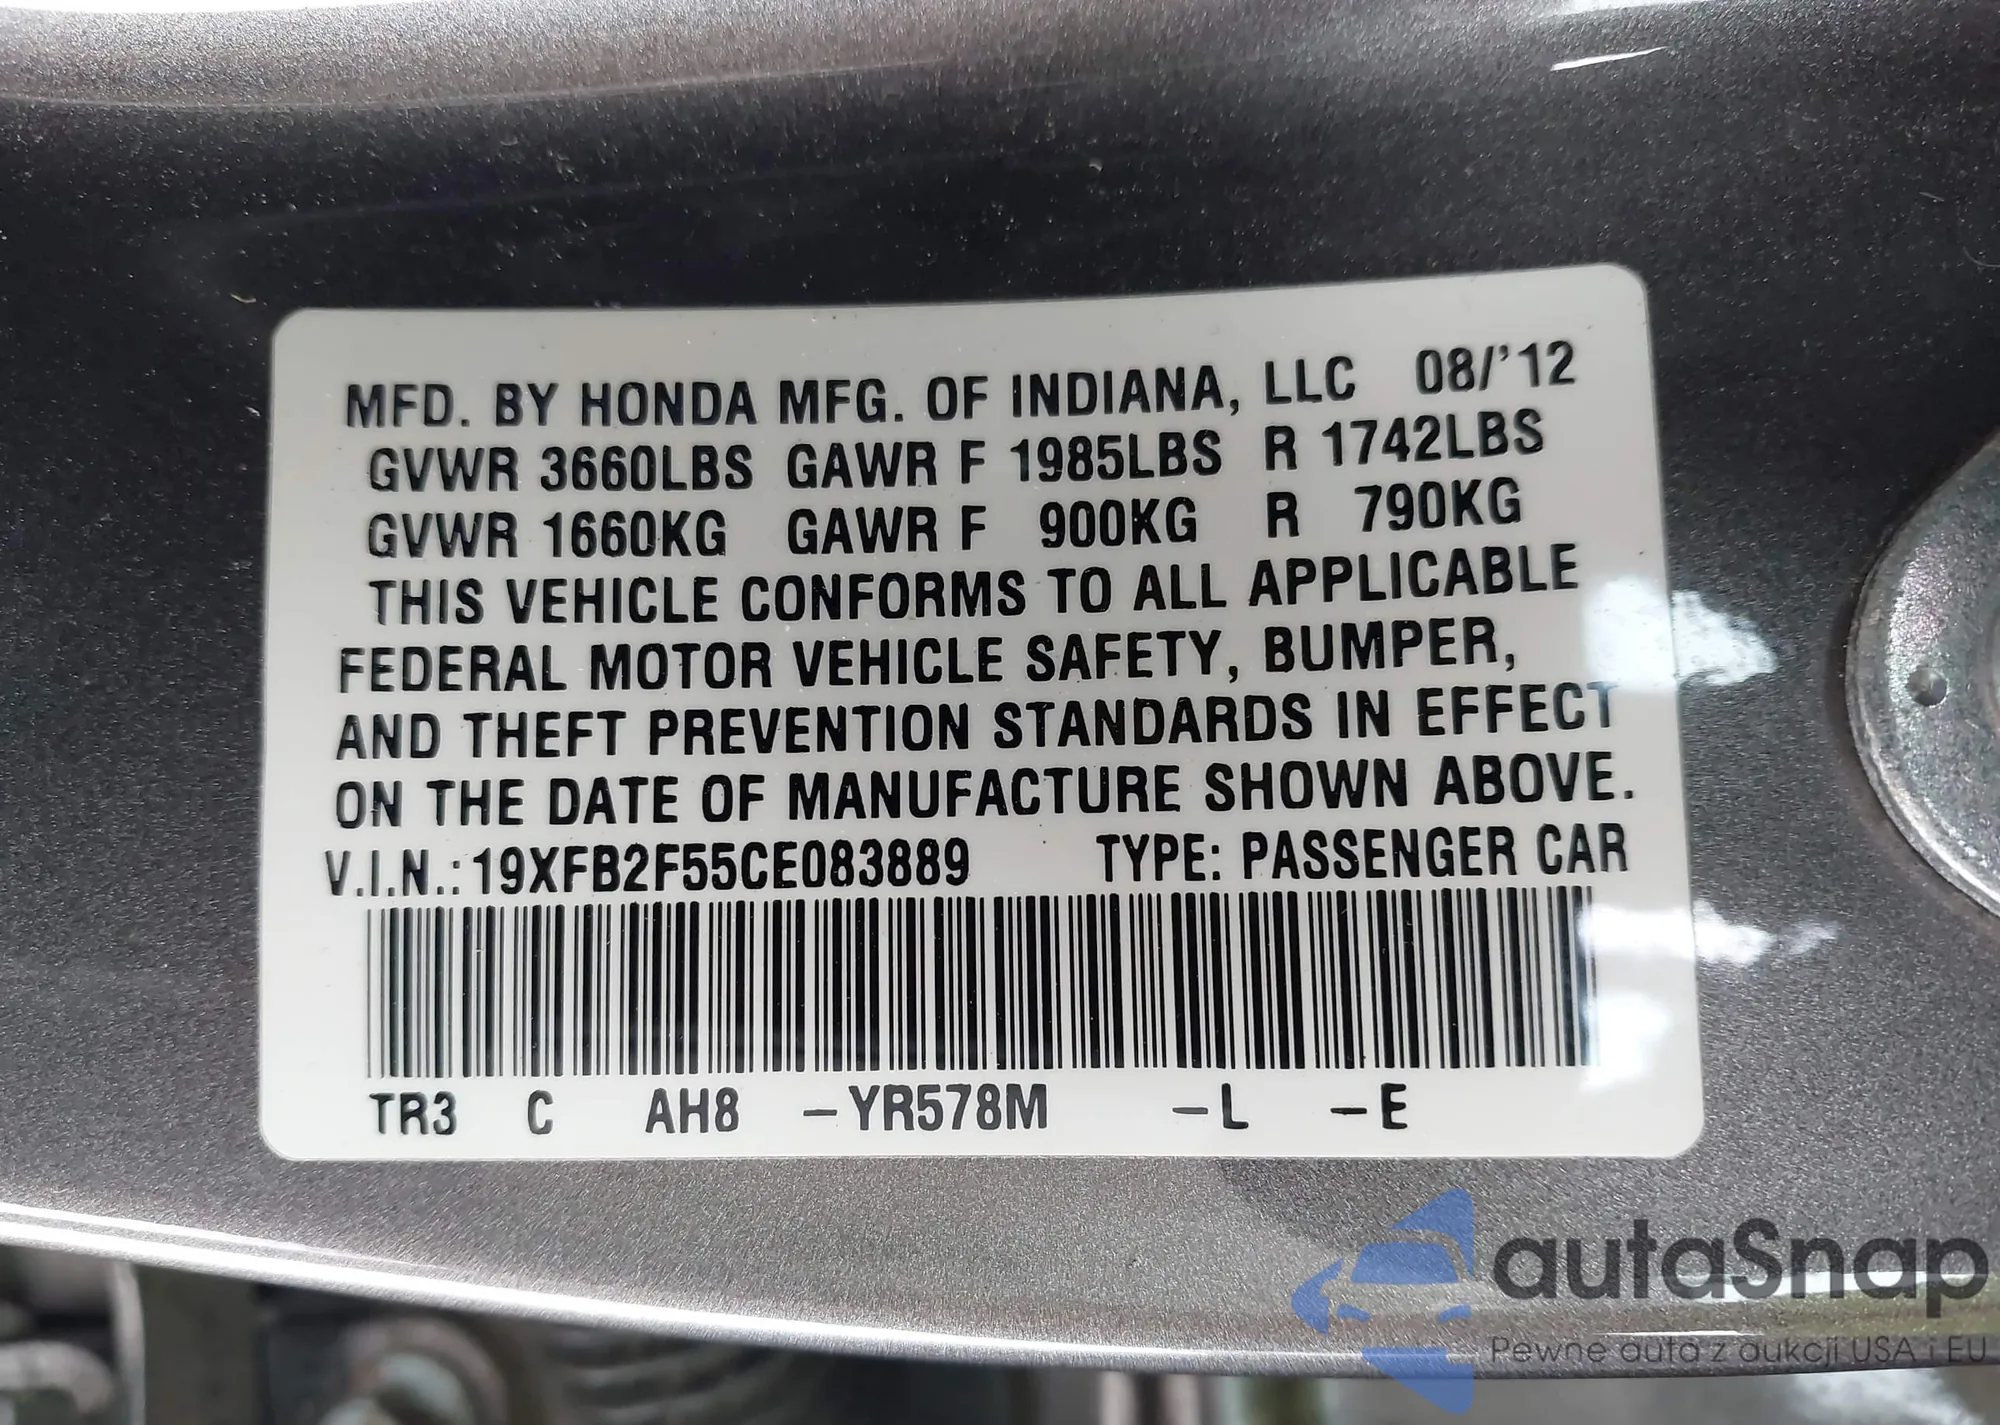 MFD. BY HONDA MFG. OF INDIANA, LLC 08/'12
GVWR 3660LBS GAWR F 1985LBS R 1742LBS
GVWR 1660KG GAWR F 900KG R 790KG
THIS VEHICLE CONFORMS TO ALL APPLICABLE
FEDERAL MOTOR VEHICLE SAFETY, BUMPER,
AND THEFT PREVENTION STANDARDS IN EFFECT
ON THE DATE OF MANUFACTURE SHOWN ABOVE.
V.I.N.:19XFB2F55CE083889 TYPE: PASSENGER CAR
TR3 C AH8 –YR578M –L –E
autaSnap
Pewne auta z aukcji USA i EU